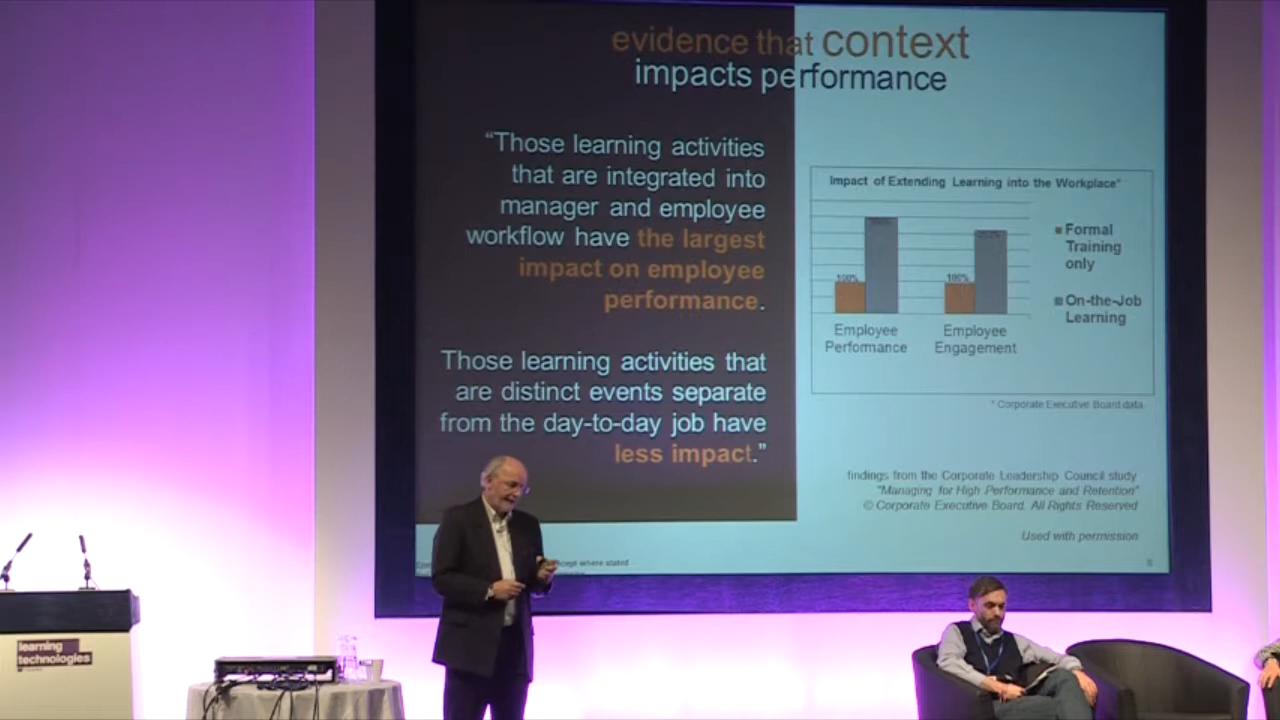 evidence that context
impacts performance
“Those learning activities
that are integrated into
manager and employee
workflow have the largest
impact on employee
performance.
Those learning activities that
are distinct events separate
from the day-to-day job have
less impact.”
Impact of Extending Learning into the Workplace*
100%
100%
Employee
Performance
Employee
Engagement
Formal
Training
only
On-the-Job
Learning
* Corporate Executive Board data
findings from the Corporate Leadership Council study
"Managing for High Performance and Retention"
© Corporate Executive Board. All Rights Reserved
Used with permission
except where stated
learning
technologies